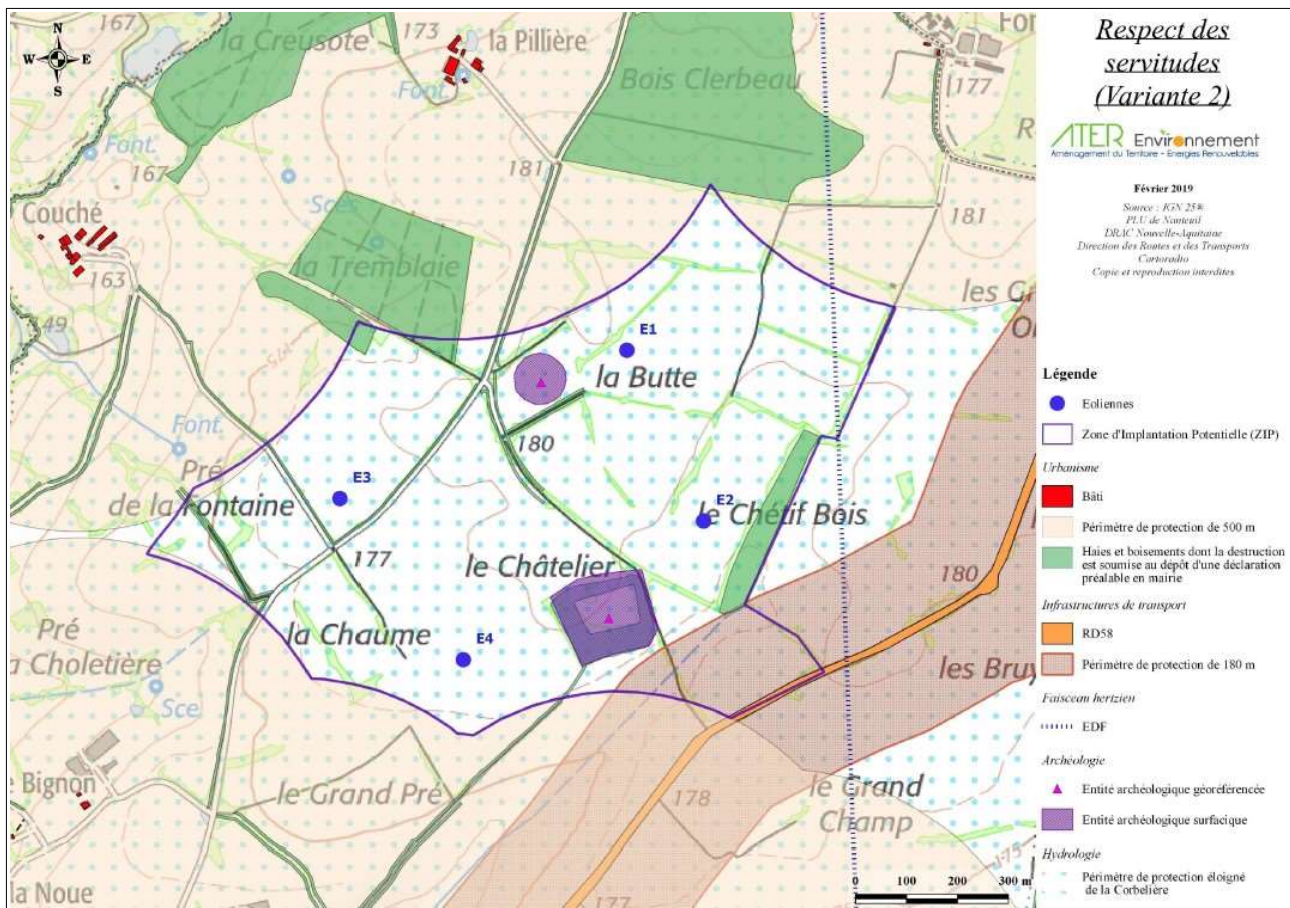 Respect des
servitudes
(Variante 2)
ATER Environnement
Aménagement du Territoire - Energies Renouvelables
Février 2019
Source : IGN 25®
PLU de Nanteuil
DRAC Nouvelle-Aquitaine
Direction des Routes et des Transports
Cartoradio
Copie et reproduction interdites
Légende
Eoliennes
Zone d'Implantation Potentielle (ZIP)
Urbanisme
Bâti
Périmètre de protection de 500 m
Haies et boisements dont la destruction
est soumise au dépôt d'une déclaration
préalable en mairie
Infrastructures de transport
RD58
Périmètre de protection de 180 m
Faisceau hertzien
EDF
Archéologie
Entité archéologique géoréférencée
Entité archéologique surfacique
Hydrologie
Périmètre de protection éloigné
de la Corbelière
N
W E
S
167
la Creusote
173
la Pillière
Font.
Bois Clerbeau
Fon
177
R
Font.
167
181
Sces
Couché
163
la Tremblaie
181
les Gr
49
175
E1
la Butte
180
Font.
Pré
de la Fontaine
E3
E2
le Chétif Bois
177
le Châtelier
180
la Chaume
E4
Pré
a Choletière
Sce
les Bruy
e Bignon
le Grand Pré
178
le Grand
Champ
175
la Noue
177
0 100 200 300 m